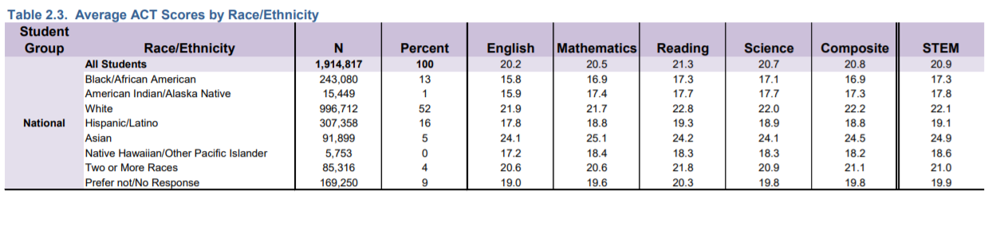 Table 2.3. Average ACT Scores by Race/Ethnicity
Student
Group Race/Ethnicity N Percent English Mathematics Reading Science Composite STEM
All Students 1,914,817 100 20.2 20.5 21.3 20.7 20.8 20.9
Black/African American 243,080 13 15.8 16.9 17.3 17.1 16.9 17.3
American Indian/Alaska Native 15,449 1 15.9 17.4 17.7 17.7 17.3 17.8
White 996,712 52 21.9 21.7 22.8 22.0 22.2 22.1
National Hispanic/Latino 307,358 16 17.8 18.8 19.3 18.9 18.8 19.1
Asian 91,899 5 24.1 25.1 24.2 24.1 24.5 24.9
Native Hawaiian/Other Pacific Islander 5,753 0 17.2 18.4 18.3 18.3 18.2 18.6
Two or More Races 85,316 4 20.6 20.6 21.8 20.9 21.1 21.0
Prefer not/No Response 169,250 9 19.0 19.6 20.3 19.8 19.8 19.9